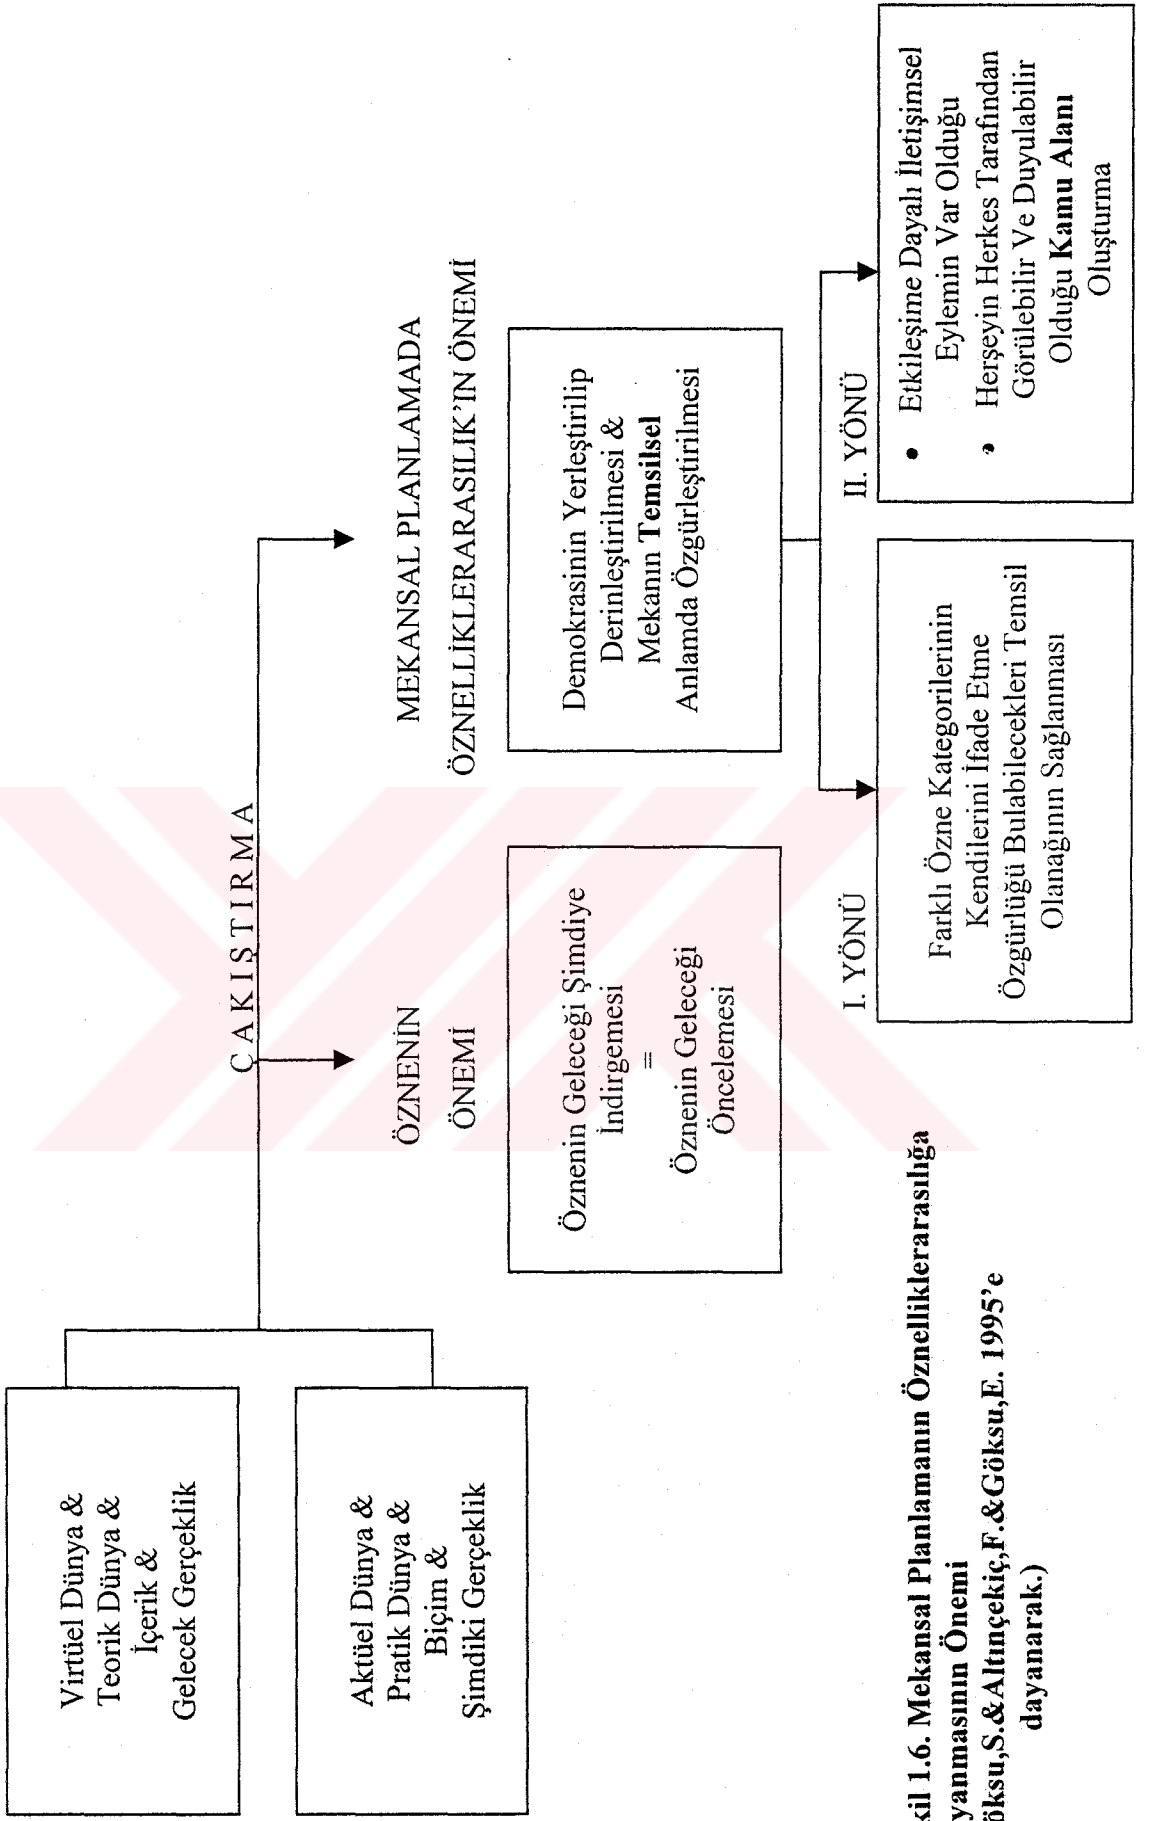 Virtüel Dünya &
Teorik Dünya &
İçerik &
Gelecek Gerçeklik
Aktüel Dünya &
Pratik Dünya &
Biçim &
Şimdiki Gerçeklik
ÇAKIŞTIRMA
ÖZNENİN
ÖNEMİ
Öznenin Geleceği Şimdiye
İndirgemesi
=
Öznenin Geleceği
Öncelemesi
MEKANSAL PLANLAMADA
ÖZNELLİKLERARASILIK'IN ÖNEMİ
Demokrasinin Yerleştirilip
Derinleştirilmesi &
Mekanın Temsilsel
Anlamda Özgürleştirilmesi
I. YÖNÜ
Farklı Özne Kategorilerinin
Kendilerini İfade Etme
Özgürlüğü Bulabilecekleri Temsil
Olanağının Sağlanması
II. YÖNÜ
• Etkileşime Dayalı İletişimsel
Eylemin Var Olduğu
• Herşeyin Herkes Tarafından
Görülebilir Ve Duyulabilir
Olduğu Kamu Alanı
Oluşturma
kil 1.6. Mekansal Planlamanın Öznelliklerarasılığa
yanmasının Önemi
öksu,S.&Altınçekiç,F.&Göksu,E. 1995'e
dayanarak.)